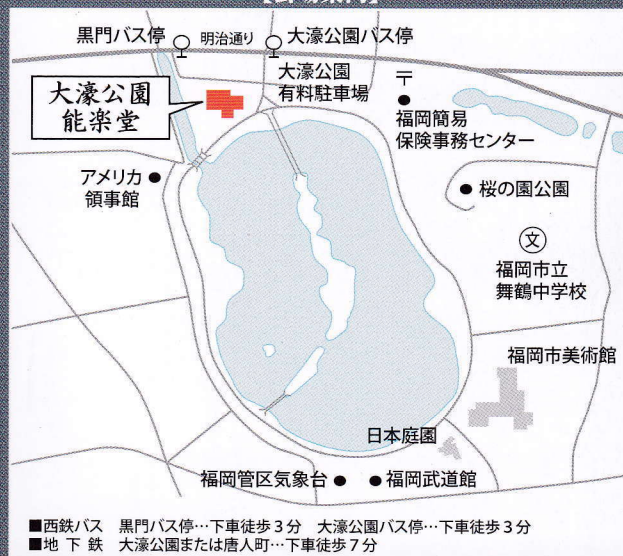 黒門バス停
明治通り
大濠公園バス停
大濠公園
能楽堂
大濠公園
有料駐車場
〒
福岡簡易
保険事務センター
アメリカ
領事館
桜の園公園
文
福岡市立
舞鶴中学校
福岡市美術館
日本庭園
福岡管区気象台
福岡武道館
■西鉄バス 黒門バス停…下車徒歩3分 大濠公園バス停…下車徒歩3分
■地下鉄 大濠公園または唐人町…下車徒歩7分